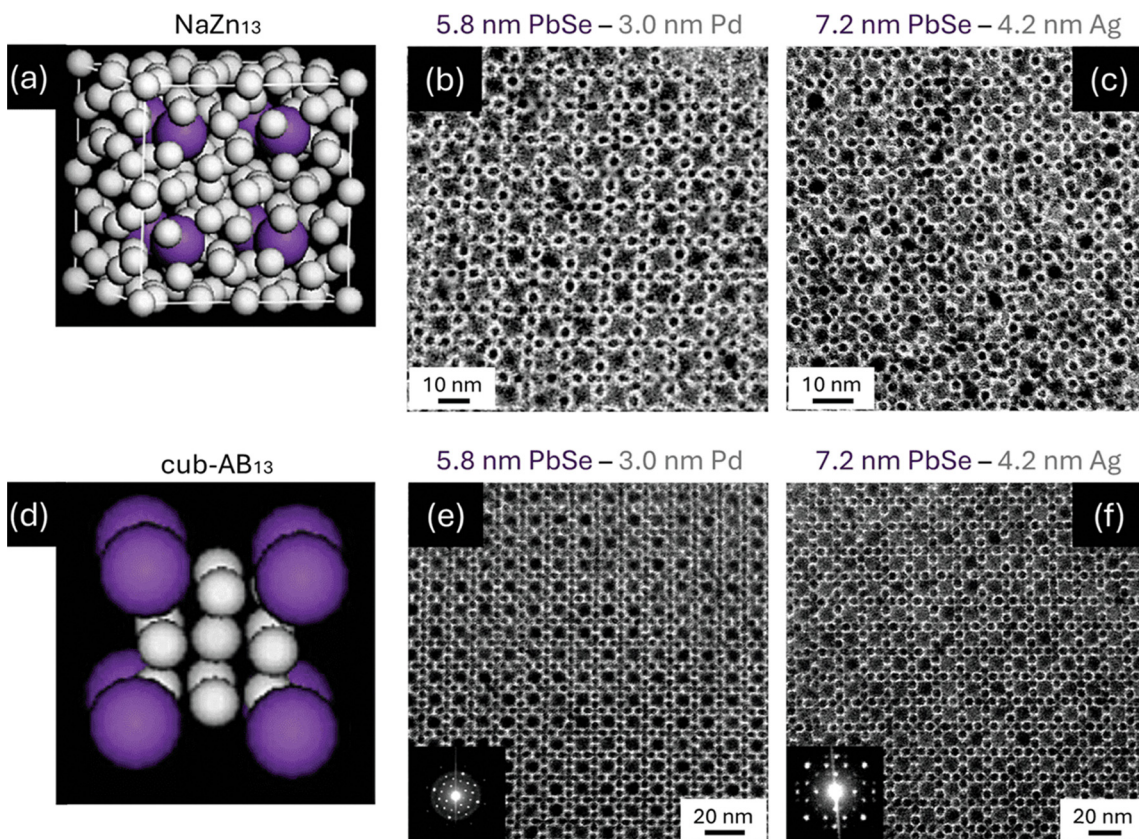 NaZn₁₃
5.8 nm PbSe – 3.0 nm Pd
7.2 nm PbSe – 4.2 nm Ag
(a)
(b)
(c)
10 nm
10 nm
cub-AB₁₃
5.8 nm PbSe – 3.0 nm Pd
7.2 nm PbSe – 4.2 nm Ag
(d)
(e)
(f)
20 nm
20 nm